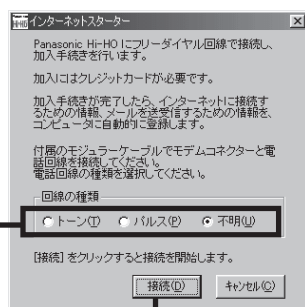 インターネットスターター
Panasonic Hi-HOにフリーダイヤル回線で接続し、
加入手続きを行います。
加入にはクレジットカードが必要です。
加入手続きが完了したら、インターネットに接続す
るための情報、メールを送受信するための情報を、
コンピュータに自動的に登録します。
付属のモジュラーケーブルでモデムコネクターと電
話回線を接続してください。
電話回線の種類を選択してください。
回線の種類
トーン(T) パルス(P) 不明(U)
[接続]をクリックすると接続を開始します。
接続(D) キャンセル(C)